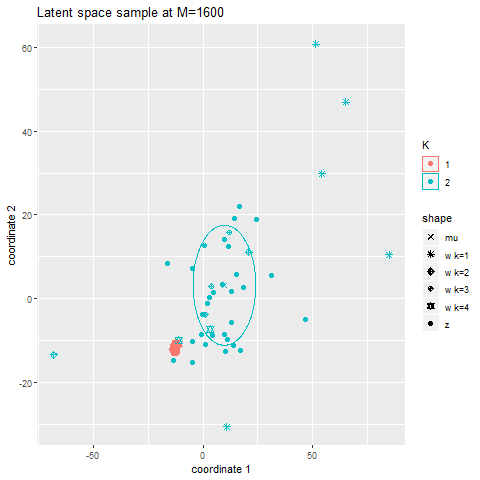 Latent space sample at M=1600
60
40
20
0
-20
-50
0
50
coordinate 1
coordinate 2
K
1
2
shape
mu
w k=1
w k=2
w k=3
w k=4
z